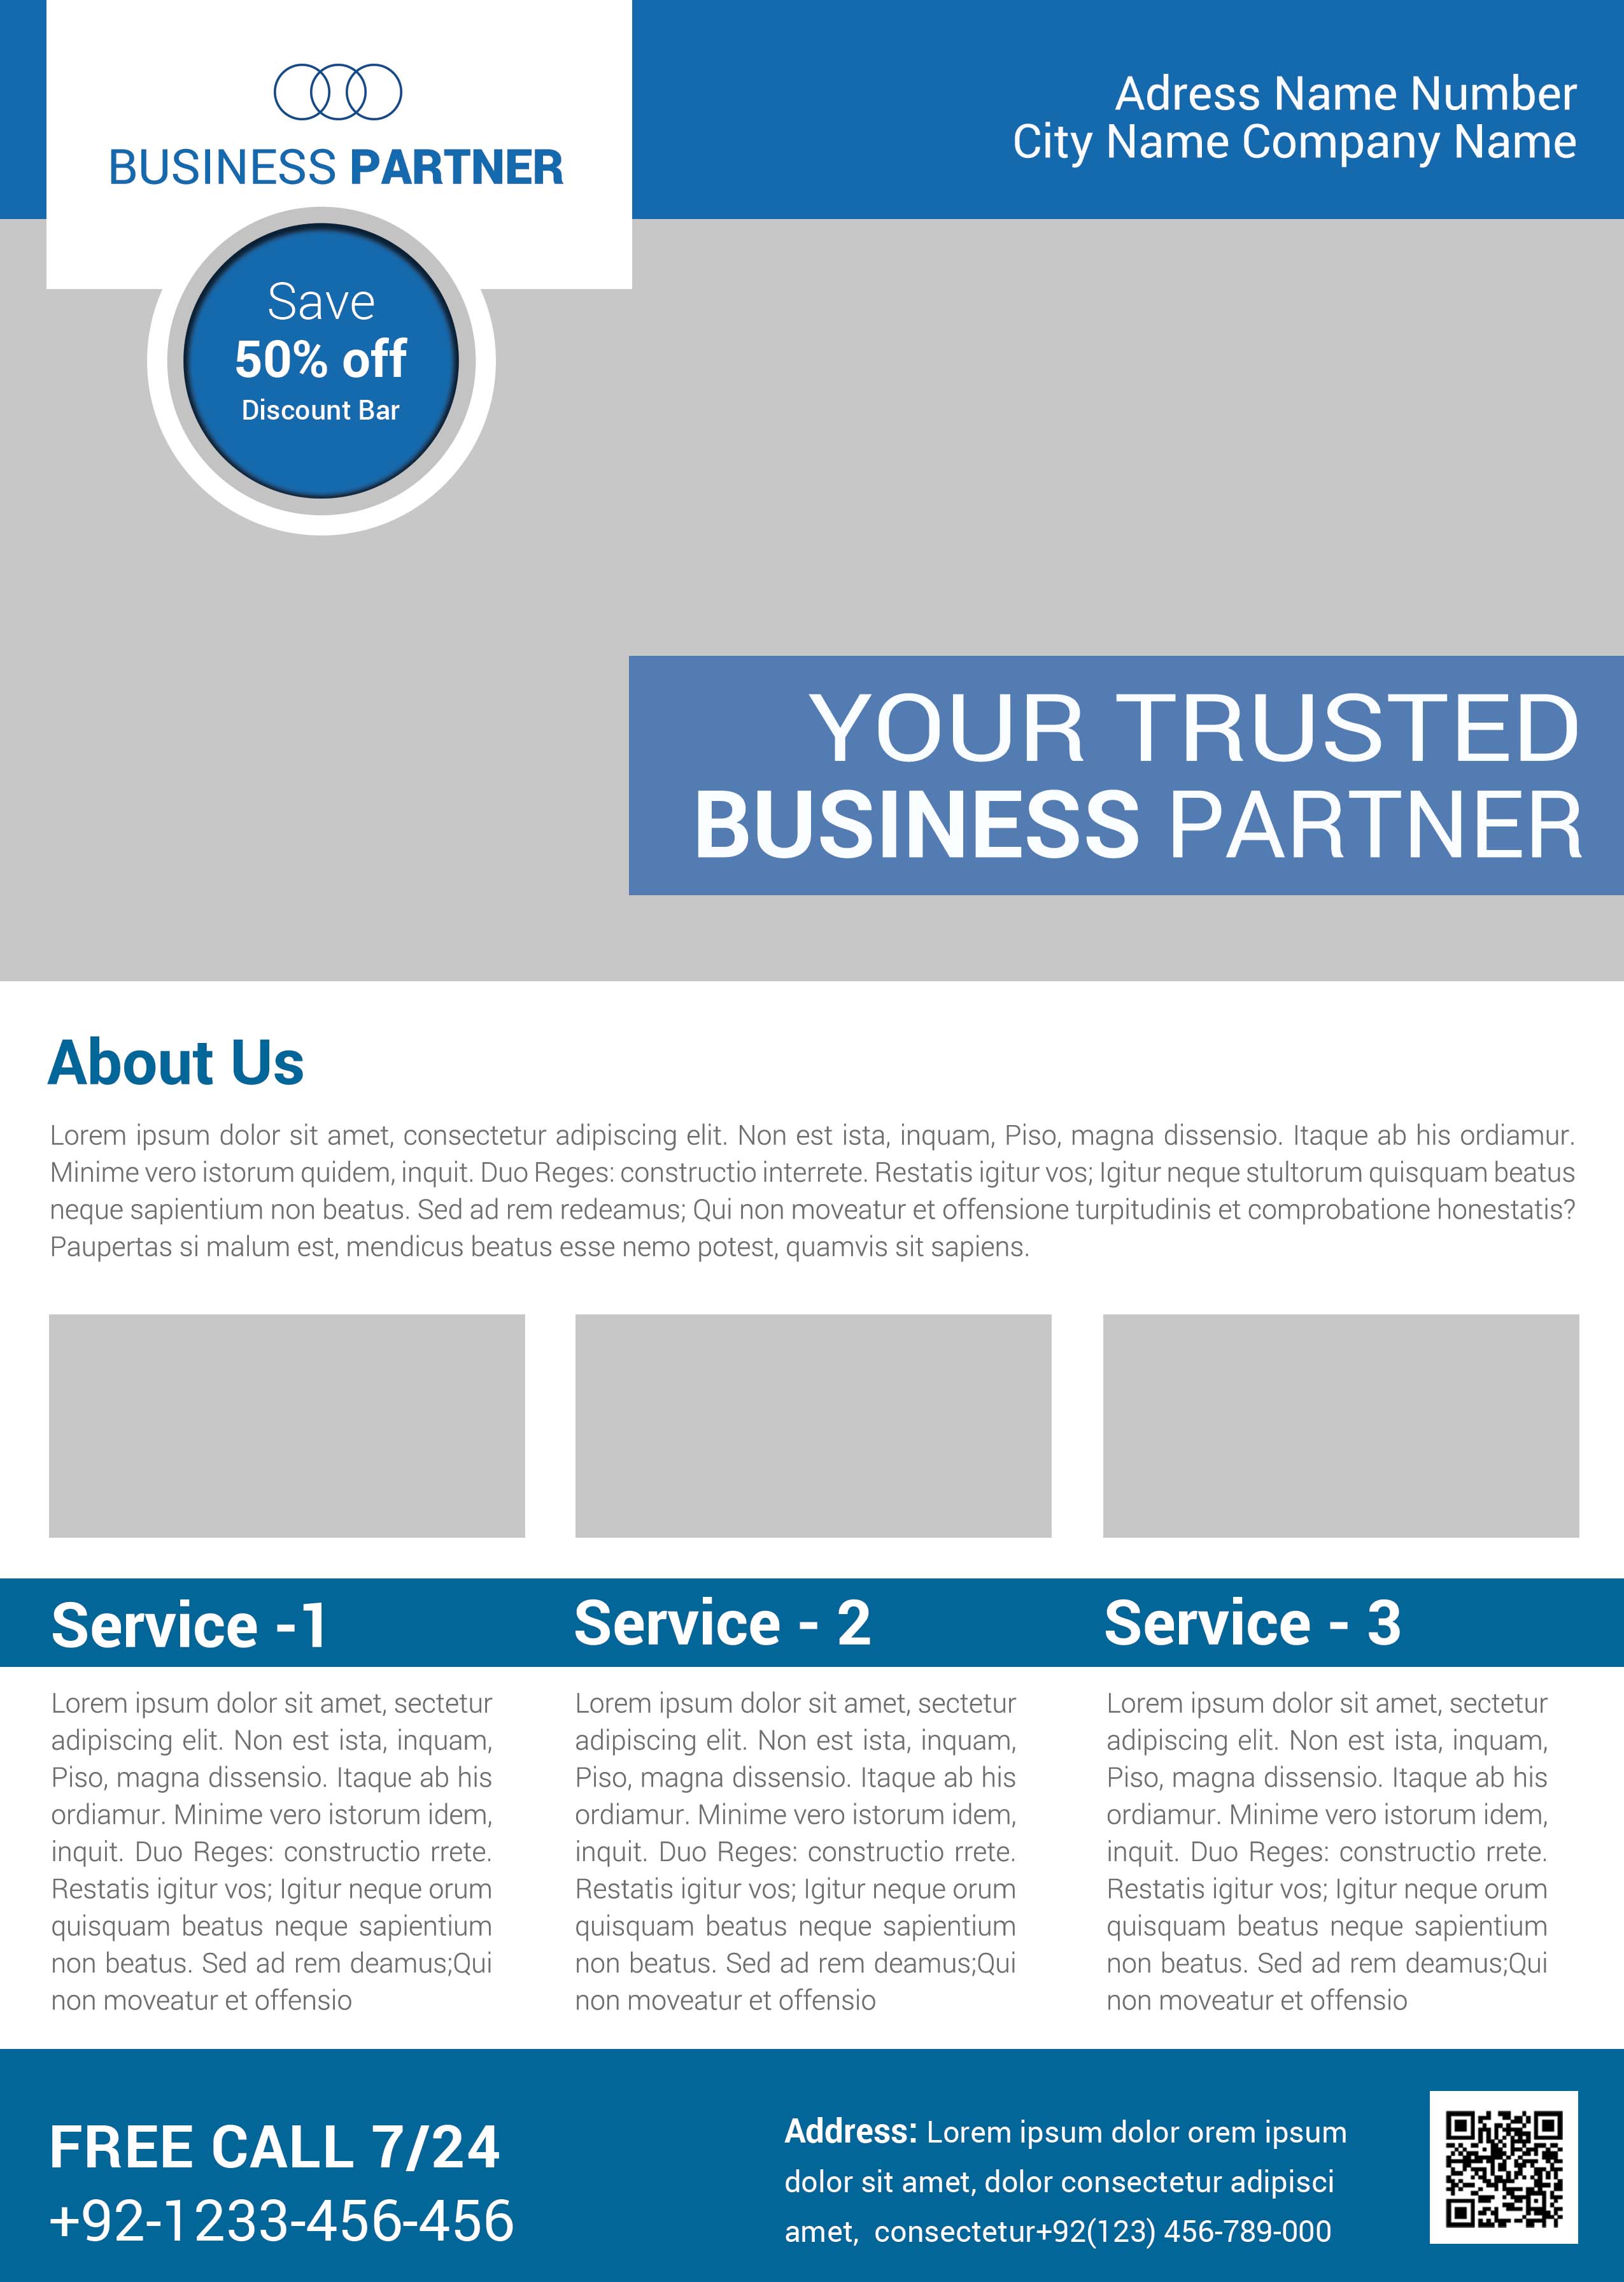 BUSINESS PARTNER
Adress Name Number
City Name Company Name
Save
50% off
Discount Bar
YOUR TRUSTED
BUSINESS PARTNER
About Us
Lorem ipsum dolor sit amet, consectetur adipiscing elit. Non est ista, inquam, Piso, magna dissensio. Itaque ab his ordiamur.
Minime vero istorum quidem, inquit. Duo Reges: constructio interrete. Restatis igitur vos; Igitur neque stultorum quisquam beatus
neque sapientium non beatus. Sed ad rem redeamus; Qui non moveatur et offensione turpitudinis et comprobatione honestatis?
Paupertas si malum est, mendicus beatus esse nemo potest, quamvis sit sapiens.
Service -1
Lorem ipsum dolor sit amet, sectetur
adipiscing elit. Non est ista, inquam,
Piso, magna dissensio. Itaque ab his
ordiamur. Minime vero istorum idem,
inquit. Duo Reges: constructio rrete.
Restatis igitur vos; Igitur neque orum
quisquam beatus neque sapientium
non beatus. Sed ad rem deamus;Qui
non moveatur et offensio
Service - 2
Lorem ipsum dolor sit amet, sectetur
adipiscing elit. Non est ista, inquam,
Piso, magna dissensio. Itaque ab his
ordiamur. Minime vero istorum idem,
inquit. Duo Reges: constructio rrete.
Restatis igitur vos; Igitur neque orum
quisquam beatus neque sapientium
non beatus. Sed ad rem deamus;Qui
non moveatur et offensio
Service - 3
Lorem ipsum dolor sit amet, sectetur
adipiscing elit. Non est ista, inquam,
Piso, magna dissensio. Itaque ab his
ordiamur. Minime vero istorum idem,
inquit. Duo Reges: constructio rrete.
Restatis igitur vos; Igitur neque orum
quisquam beatus neque sapientium
non beatus. Sed ad rem deamus;Qui
non moveatur et offensio
FREE CALL 7/24
+92-1233-456-456
Address: Lorem ipsum dolor orem ipsum
dolor sit amet, dolor consectetur adipisci
amet,  consectetur+92(123) 456-789-000